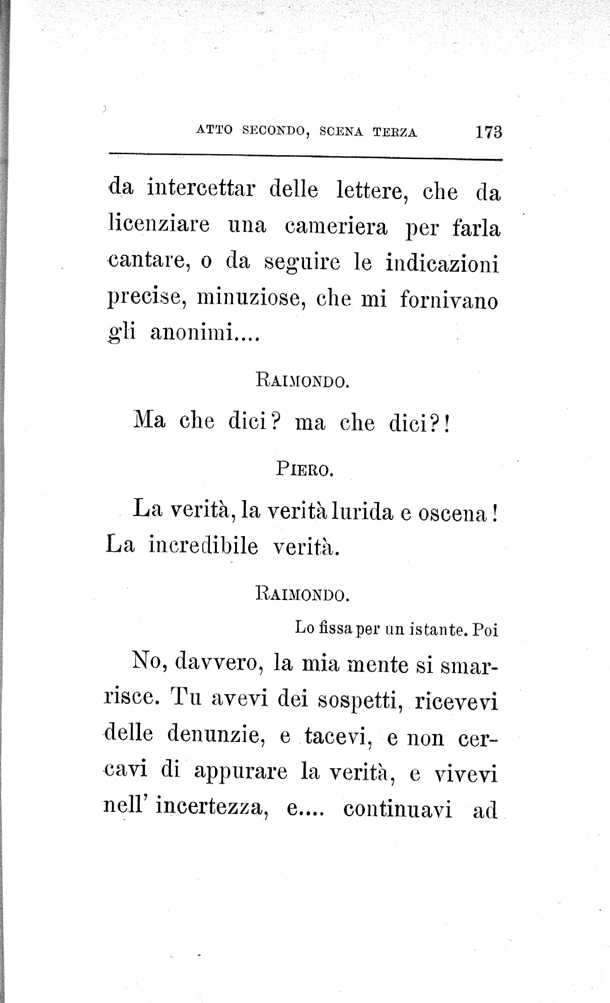 ATTO SECONDO, SCENA TERZA 173
da intercettar delle lettere, che da
licenziare una cameriera per farla
cantare, o da seguire le indicazioni
precise, minuziose, che mi fornivano
gli anonimi....
RAIMONDO.
Ma che dici? ma che dici?!
PIERO.
La verità, la verità lurida e oscena!
La incredibile verità.
RAIMONDO.
Lo fissa per un istante. Poi
No, davvero, la mia mente si smar-
risce. Tu avevi dei sospetti, ricevevi
delle denunzie, e tacevi, e non cer-
cavi di appurare la verità, e vivevi
nell' incertezza, e.... continuavi ad